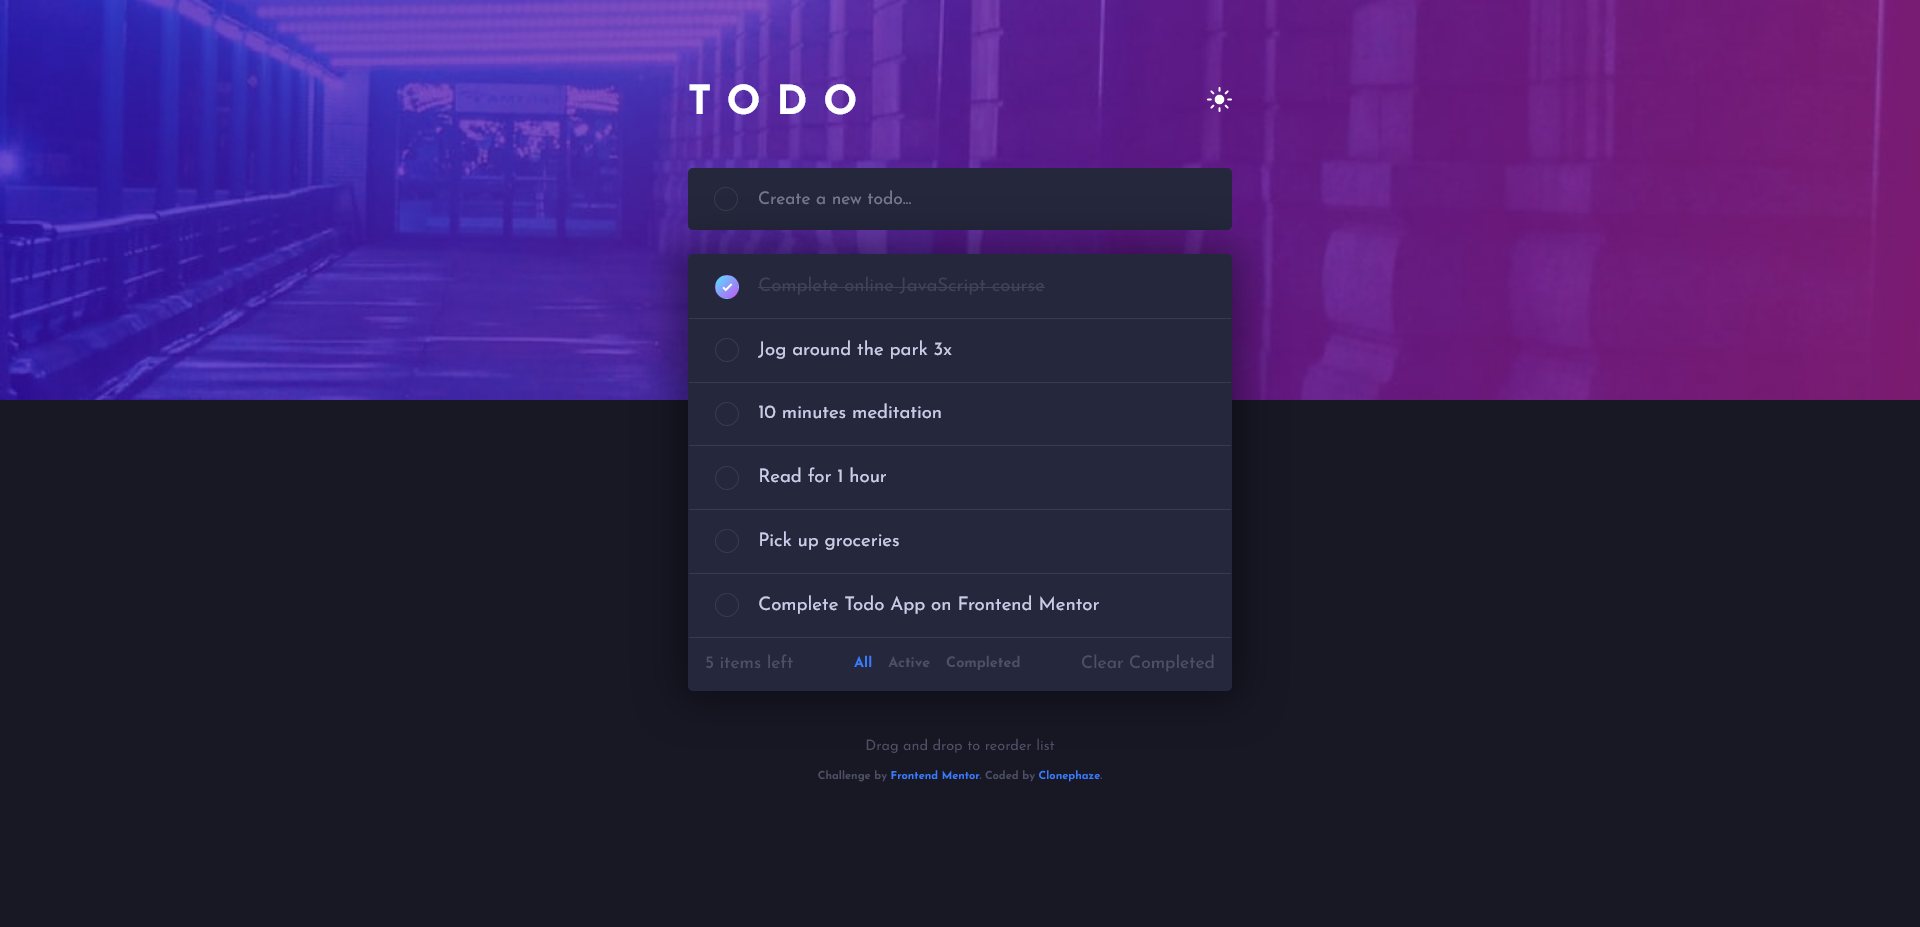 TODO
Create a new todo...
Complete online JavaScript course
Jog around the park 3x
10 minutes meditation
Read for 1 hour
Pick up groceries
Complete Todo App on Frontend Mentor
5 items left All Active Completed Clear Completed
Drag and drop to reorder list
Challenge by Frontend Mentor. Coded by Clonephaze.